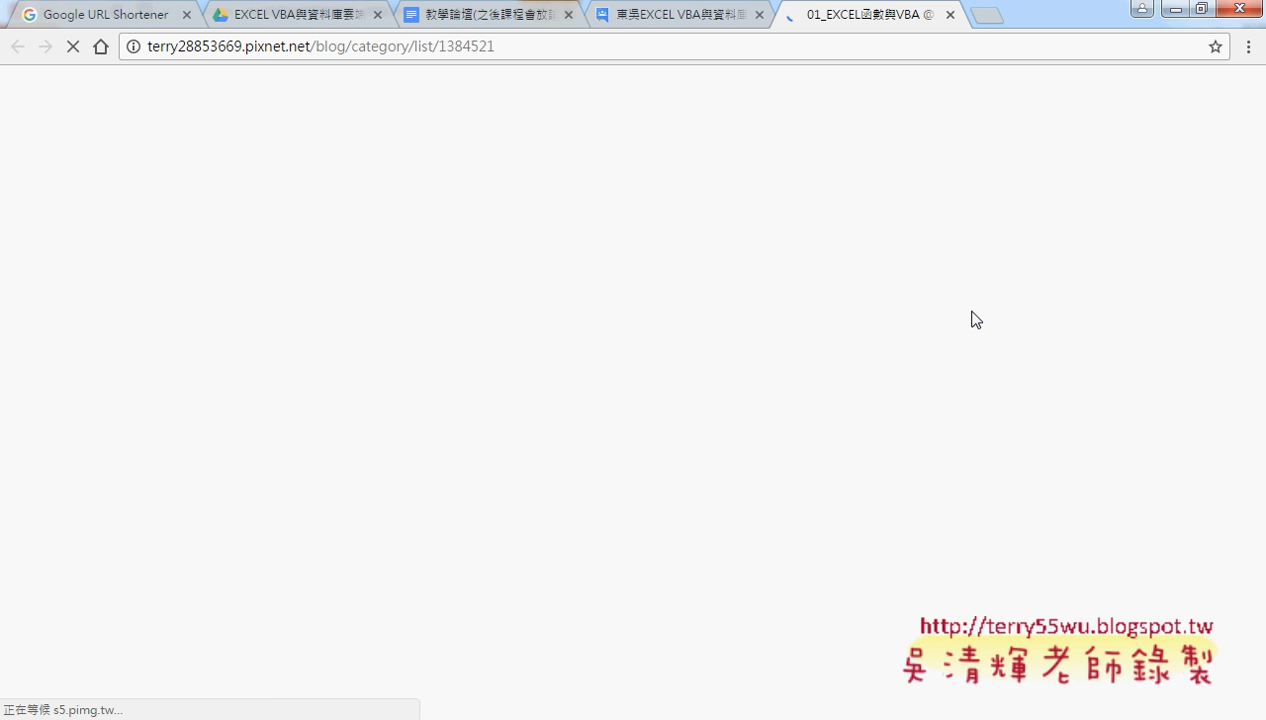 Google URL Shortener
EXCEL VBA與資料庫雲端
教學論壇(之後課程會放
東吳EXCEL VBA與資料庫
01_EXCEL函數與VBA @
terry28853669.pixnet.net/blog/category/list/1384521
http://terry55wu.blogspot.tw
吳清輝老師錄製
正在等候 s5.pimg.tw...